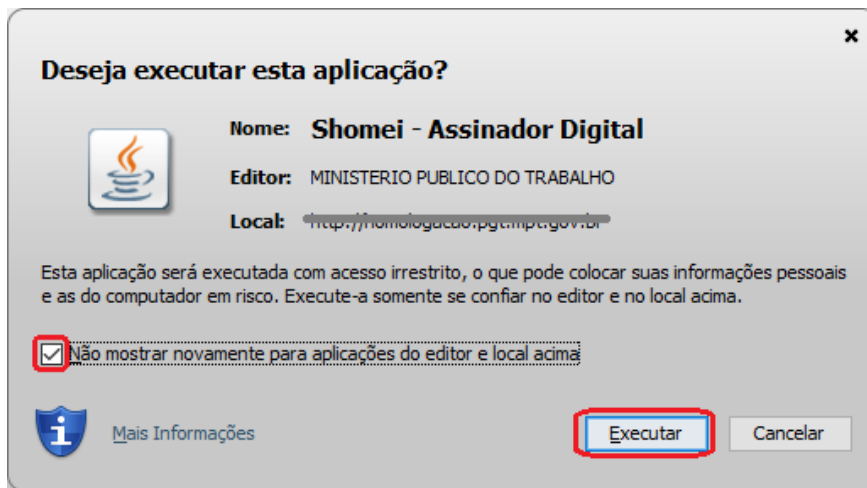 Deseja executar esta aplicação?
Nome: Shomei - Assinador Digital
Editor: MINISTERIO PUBLICO DO TRABALHO
Local:
Esta aplicação será executada com acesso irrestrito, o que pode colocar suas informações pessoais
e as do computador em risco. Execute-a somente se confiar no editor e no local acima.
Não mostrar novamente para aplicações do editor e local acima
Mais Informações
Executar
Cancelar